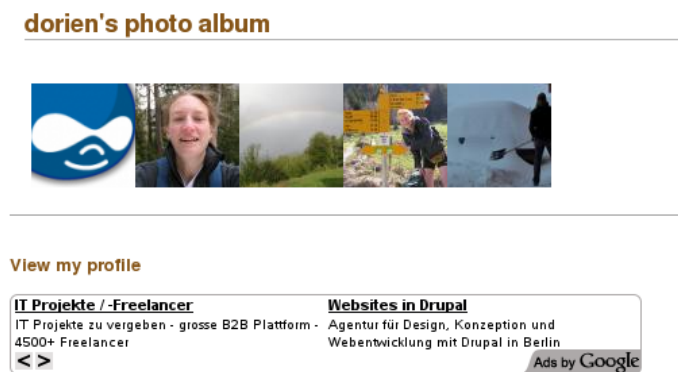 dorien's photo album
View my profile
IT Projekte / -Freelancer
IT Projekte zu vergeben - grosse B2B Plattform -
4500+ Freelancer
Websites in Drupal
Agentur für Design, Konzeption und
Webentwicklung mit Drupal in Berlin
< >
Ads by Google